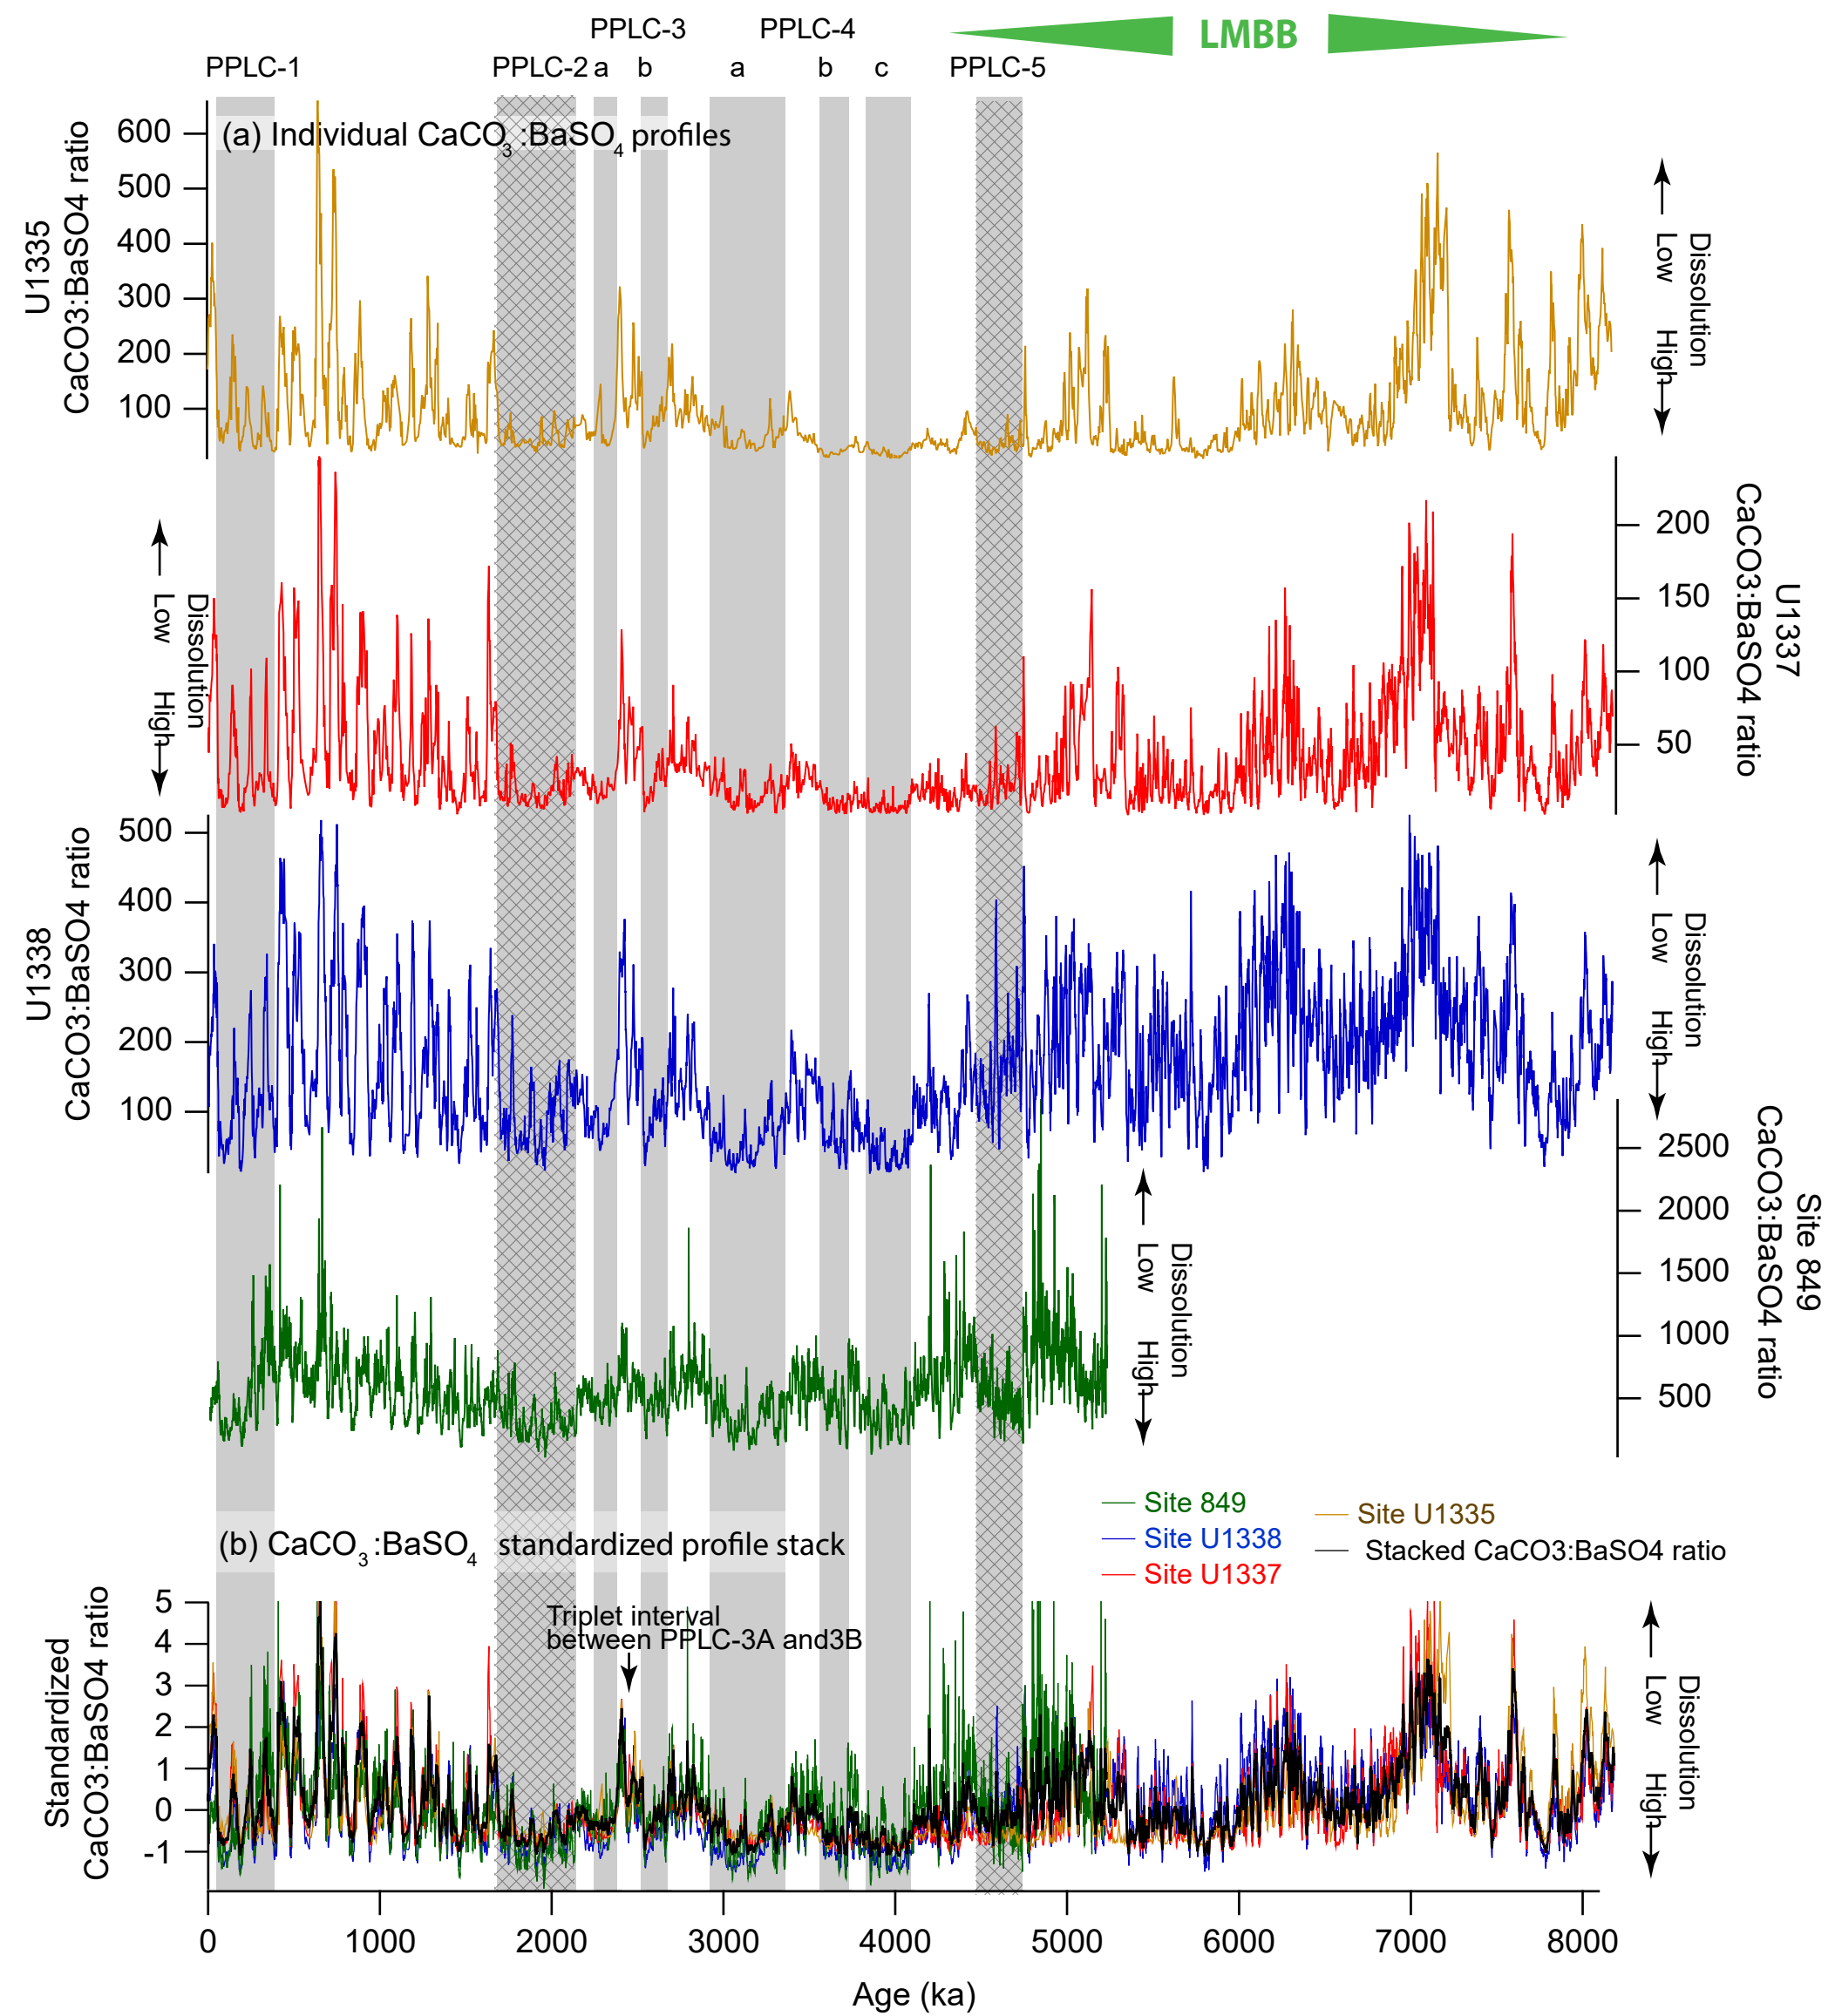 PPLC-3 PPLC-4 LMBB
PPLC-1 PPLC-2 a b a b c PPLC-5
(a) Individual CaCO3 :BaSO4 profiles
U1335
CaCO3:BaSO4 ratio
600
500
400
300
200
100
Dissolution
Low High
U1337
CaCO3:BaSO4 ratio
200
150
100
50
Dissolution
Low High
U1338
CaCO3:BaSO4 ratio
500
400
300
200
100
Dissolution
Low High
Site 849
CaCO3:BaSO4 ratio
2500
2000
1500
1000
500
Dissolution
Low High
Site 849
Site U1338
Site U1337
Site U1335
Stacked CaCO3:BaSO4 ratio
(b) CaCO3 :BaSO4 standardized profile stack
Triplet interval
between PPLC-3A and3B
Standardized
CaCO3:BaSO4 ratio
5
4
3
2
1
0
-1
Dissolution
Low High
0 1000 2000 3000 4000 5000 6000 7000 8000
Age (ka)